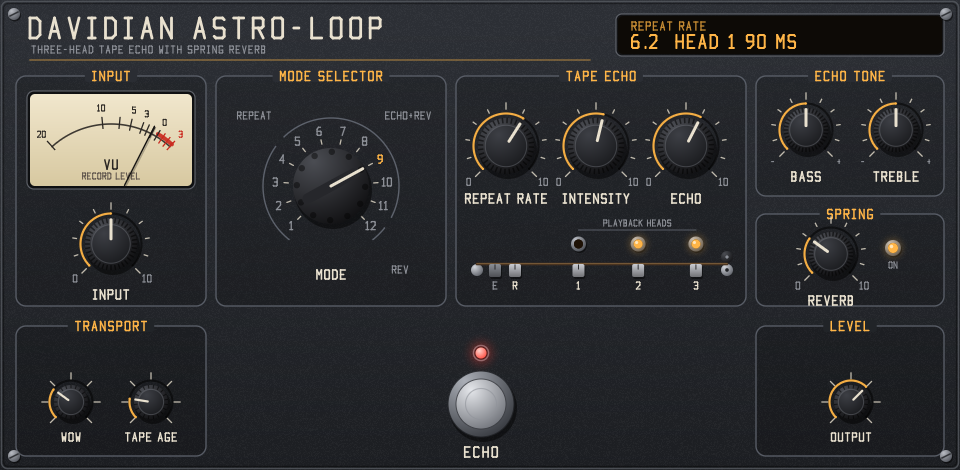 DAVIDIAN ASTRO-LOOP
THREE-HEAD TAPE ECHO WITH SPRING REVERB
REPEAT RATE
6.2 HEAD 1 90 MS
INPUT
20 10 5 3 0 3
VU
RECORD LEVEL
0 10
INPUT
MODE SELECTOR
REPEAT ECHO+REV
1 2 3 4 5 6 7 8 9 10 11 12
MODE
REV
TAPE ECHO
0 10 0 10 0 10
REPEAT RATE INTENSITY ECHO
PLAYBACK HEADS
E R 1 2 3
ECHO TONE
- + - +
BASS TREBLE
SPRING
0 10
ON
REVERB
TRANSPORT
WOW TAPE AGE
ECHO
LEVEL
OUTPUT